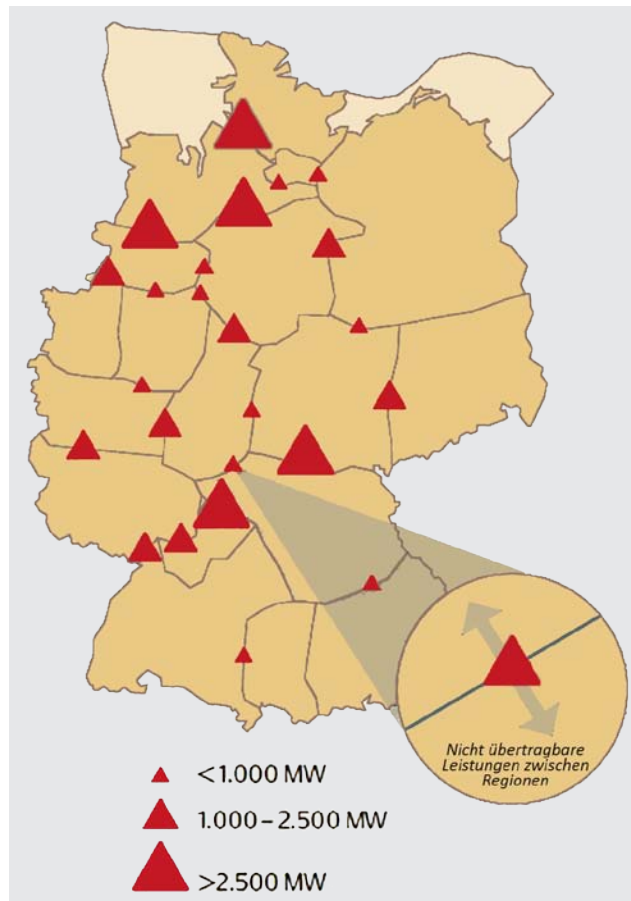 Nicht übertragbare
Leistungen zwischen
Regionen
<1.000 MW
1.000–2.500 MW
>2.500 MW